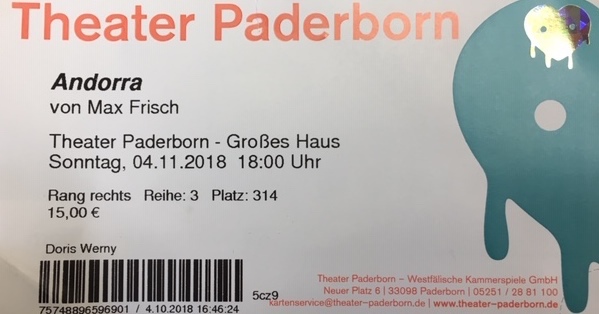 Theater Paderborn
Andorra
von Max Frisch
Theater Paderborn - Großes Haus
Sonntag, 04.11.2018 18:00 Uhr
Rang rechts Reihe: 3 Platz: 314
15,00 €
Doris Werny
5cz9
75748896596901 / 4.10.2018 16:46:24
Theater Paderborn – Westfälische Kammerspiele GmbH
Neuer Platz 6 | 33098 Paderborn | 05251 / 28 81 100
kartenservice@theater-paderborn.de | www.theater-paderborn.de